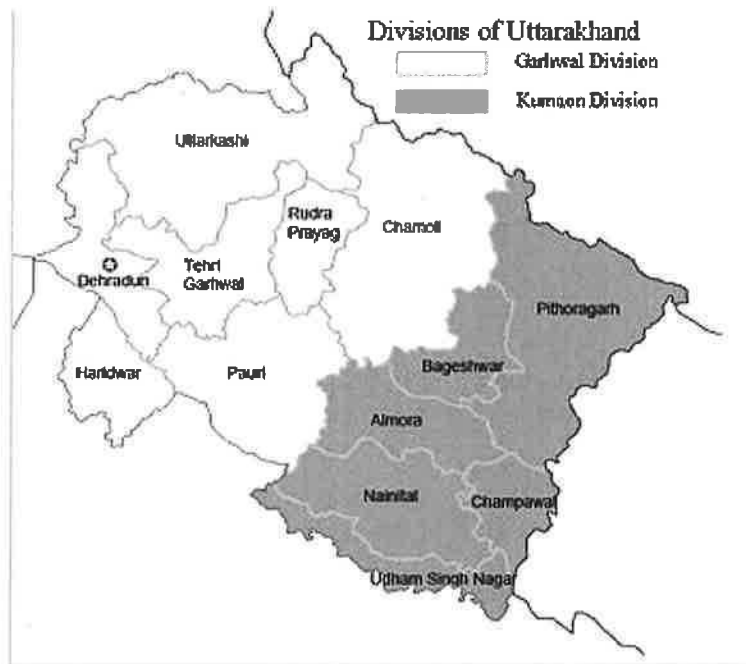 Divisions of Uttarakhand
Garhwal Division
Kumaon Division
Uttarkashi
Rudra
Prayag
Chamoli
Tehri
Garhwal
Dehradun
Pithoragarh
Haridwar
Pauri
Bageshwar
Almora
Nainital
Champawat
Udham Singh Nagar